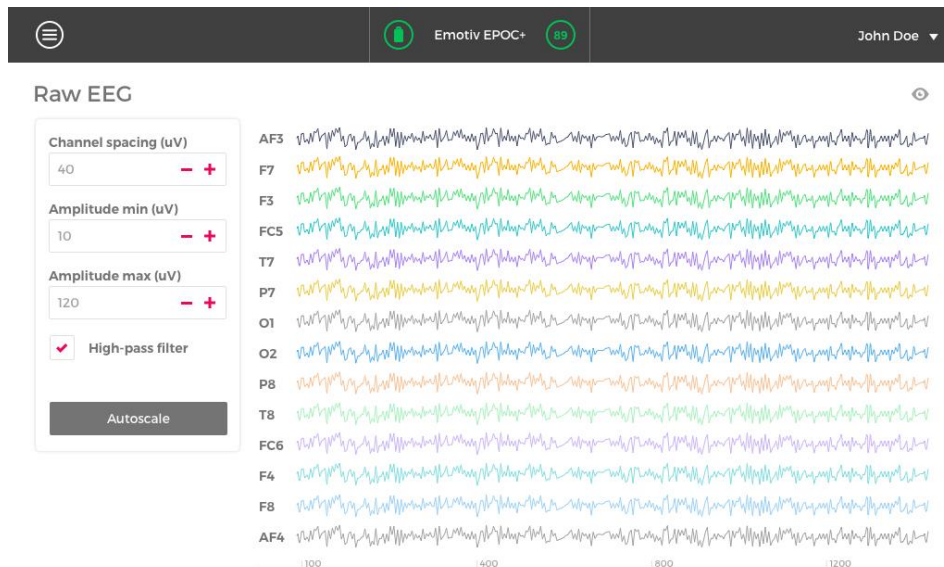 Emotiv EPOC+
89
John Doe
Raw EEG
Channel spacing (uV)
40
Amplitude min (uV)
10
Amplitude max (uV)
120
High-pass filter
Autoscale
AF3
F7
F3
FC5
T7
P7
O1
O2
P8
T8
FC6
F4
F8
AF4
100 400 800 1200